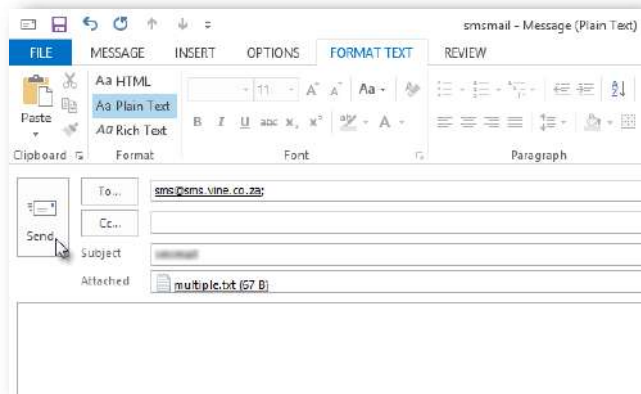 smsmail - Message (Plain Text)
FILE MESSAGE INSERT OPTIONS FORMAT TEXT REVIEW
Paste
Aa HTML
Aa Plain Text
Aa Rich Text
11 A A Aa
B I U abc x, x² aby A
Clipboard Format Font Paragraph
Send
To... sms@sms.vine.co.za;
Cc...
Subject
Attached multiple.txt (67 B)